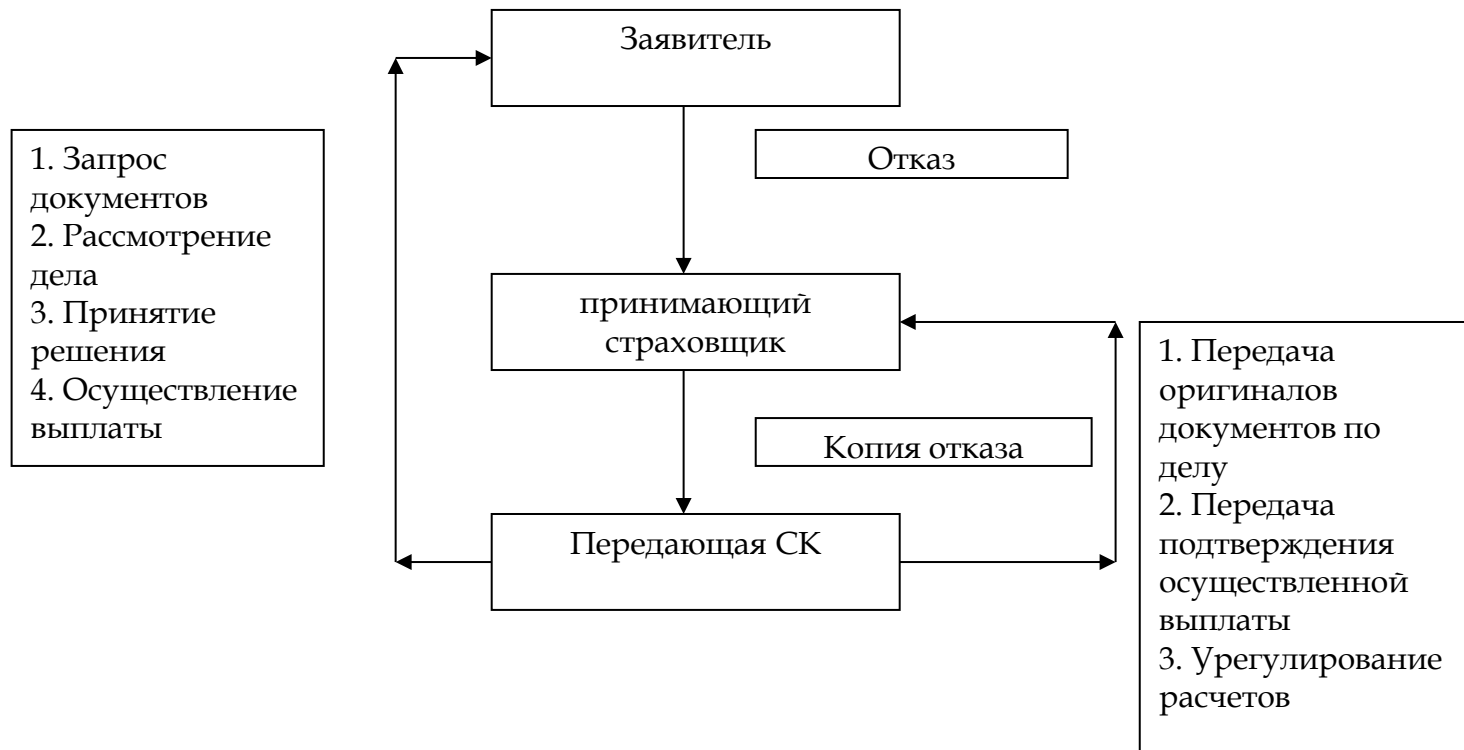 Заявитель
Отказ
1. Запрос
документов
2. Рассмотрение
дела
3. Принятие
решения
4. Осуществление
выплаты
принимающий
страховщик
Копия отказа
Передающая СК
1. Передача
оригиналов
документов по
делу
2. Передача
подтверждения
осуществленной
выплаты
3. Урегулирование
расчетов